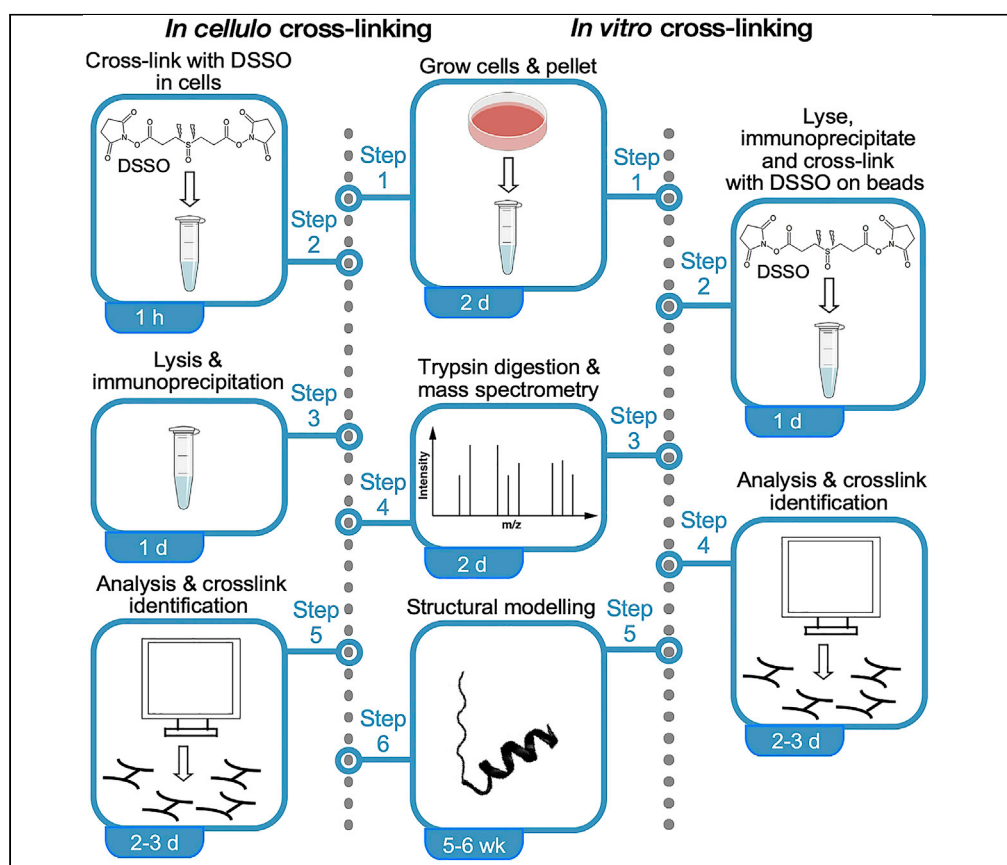 In cellulo cross-linking
In vitro cross-linking
Cross-link with DSSO
in cells
O
O
N
O
O
O
S
O
O
O
N
O
O
DSSO
1 h
Step
1
Step
2
Grow cells & pellet
2 d
Step
1
Lyse,
immunoprecipitate
and cross-link
with DSSO on beads
O
O
N
O
O
O
S
O
O
O
N
O
O
DSSO
1 d
Step
2
Lysis &
immunoprecipitation
1 d
Step
3
Trypsin digestion &
mass spectrometry
Intensity
m/z
2 d
Step
4
Step
3
Analysis & crosslink
identification
2-3 d
Step
4
Analysis & crosslink
identification
2-3 d
Step
5
Structural modelling
5-6 wk
Step
6
Step
5